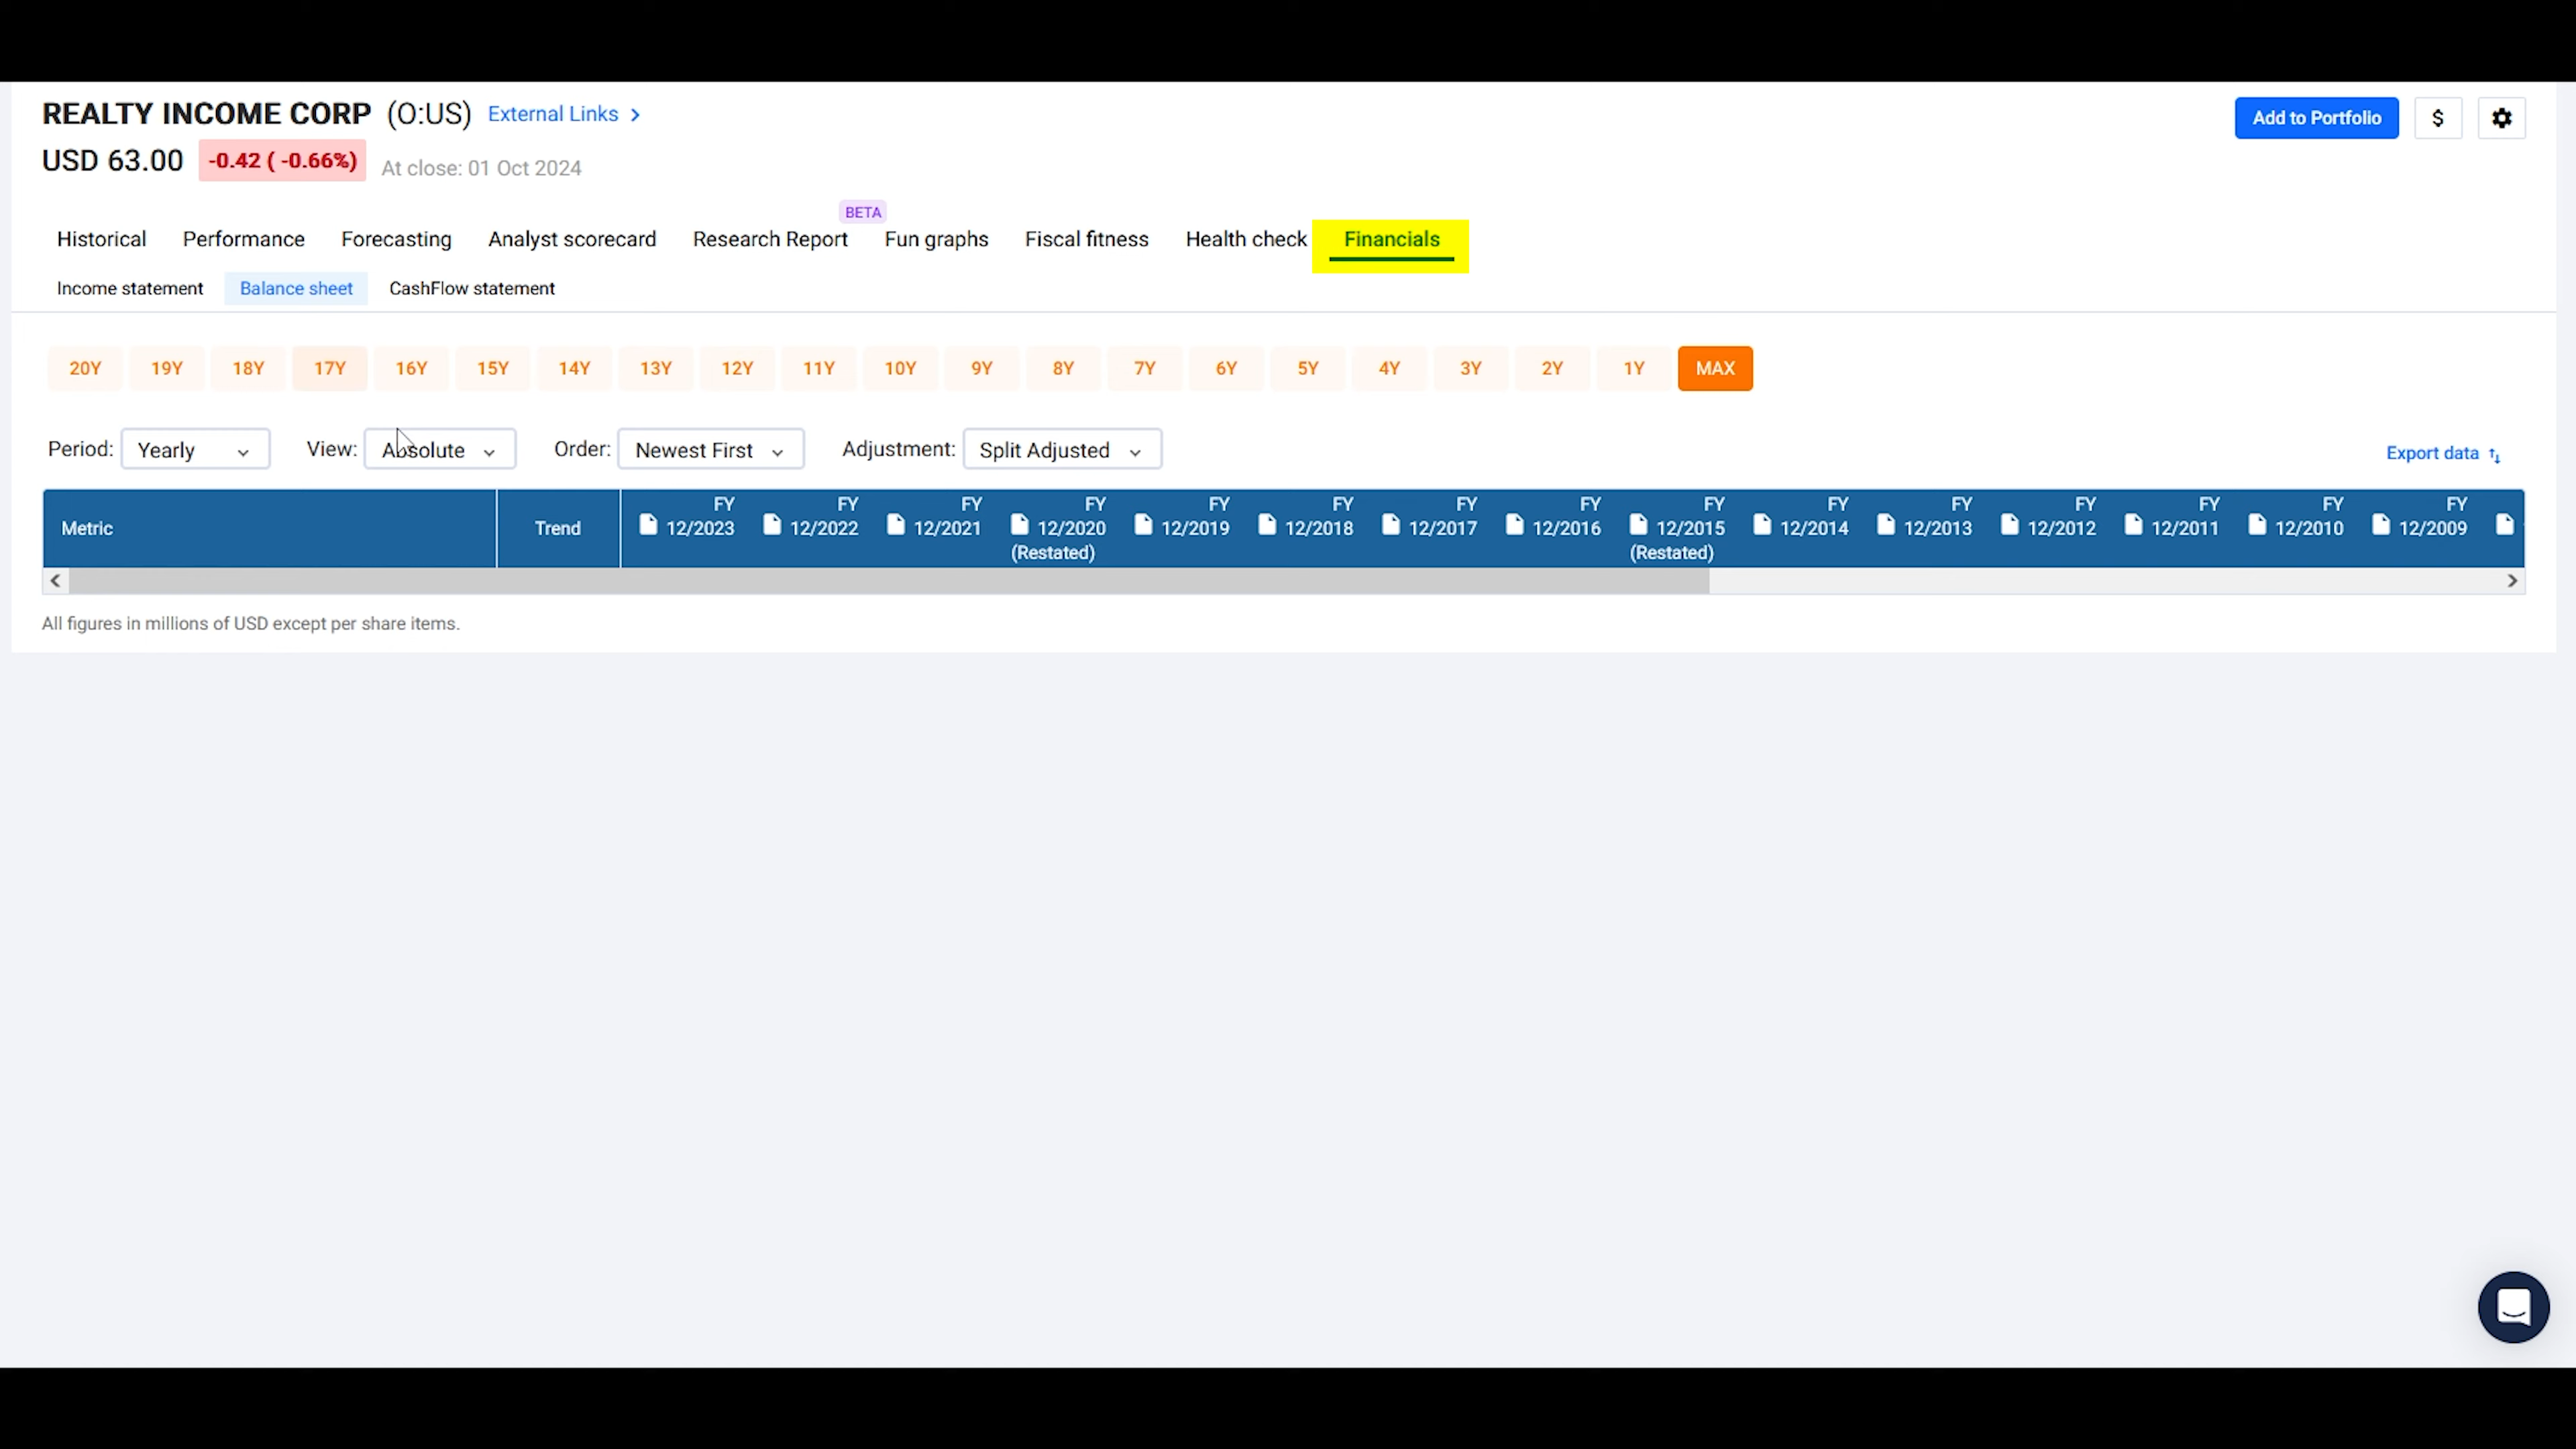 REALTY INCOME CORP (O:US) External Links
Add to Portfolio $
USD 63.00 -0.42 ( -0.66%) At close: 01 Oct 2024
BETA
Historical Performance Forecasting Analyst scorecard Research Report Fun graphs Fiscal fitness Health check Financials
Income statement Balance sheet CashFlow statement
20Y 19Y 18Y 17Y 16Y 15Y 14Y 13Y 12Y 11Y 10Y 9Y 8Y 7Y 6Y 5Y 4Y 3Y 2Y 1Y MAX
Period: Yearly View: Absolute Order: Newest First Adjustment: Split Adjusted Export data
FY FY FY FY FY FY FY FY FY FY FY FY FY FY FY
Metric Trend 12/2023 12/2022 12/2021 12/2020 12/2019 12/2018 12/2017 12/2016 12/2015 12/2014 12/2013 12/2012 12/2011 12/2010 12/2009
(Restated) (Restated)
All figures in millions of USD except per share items.